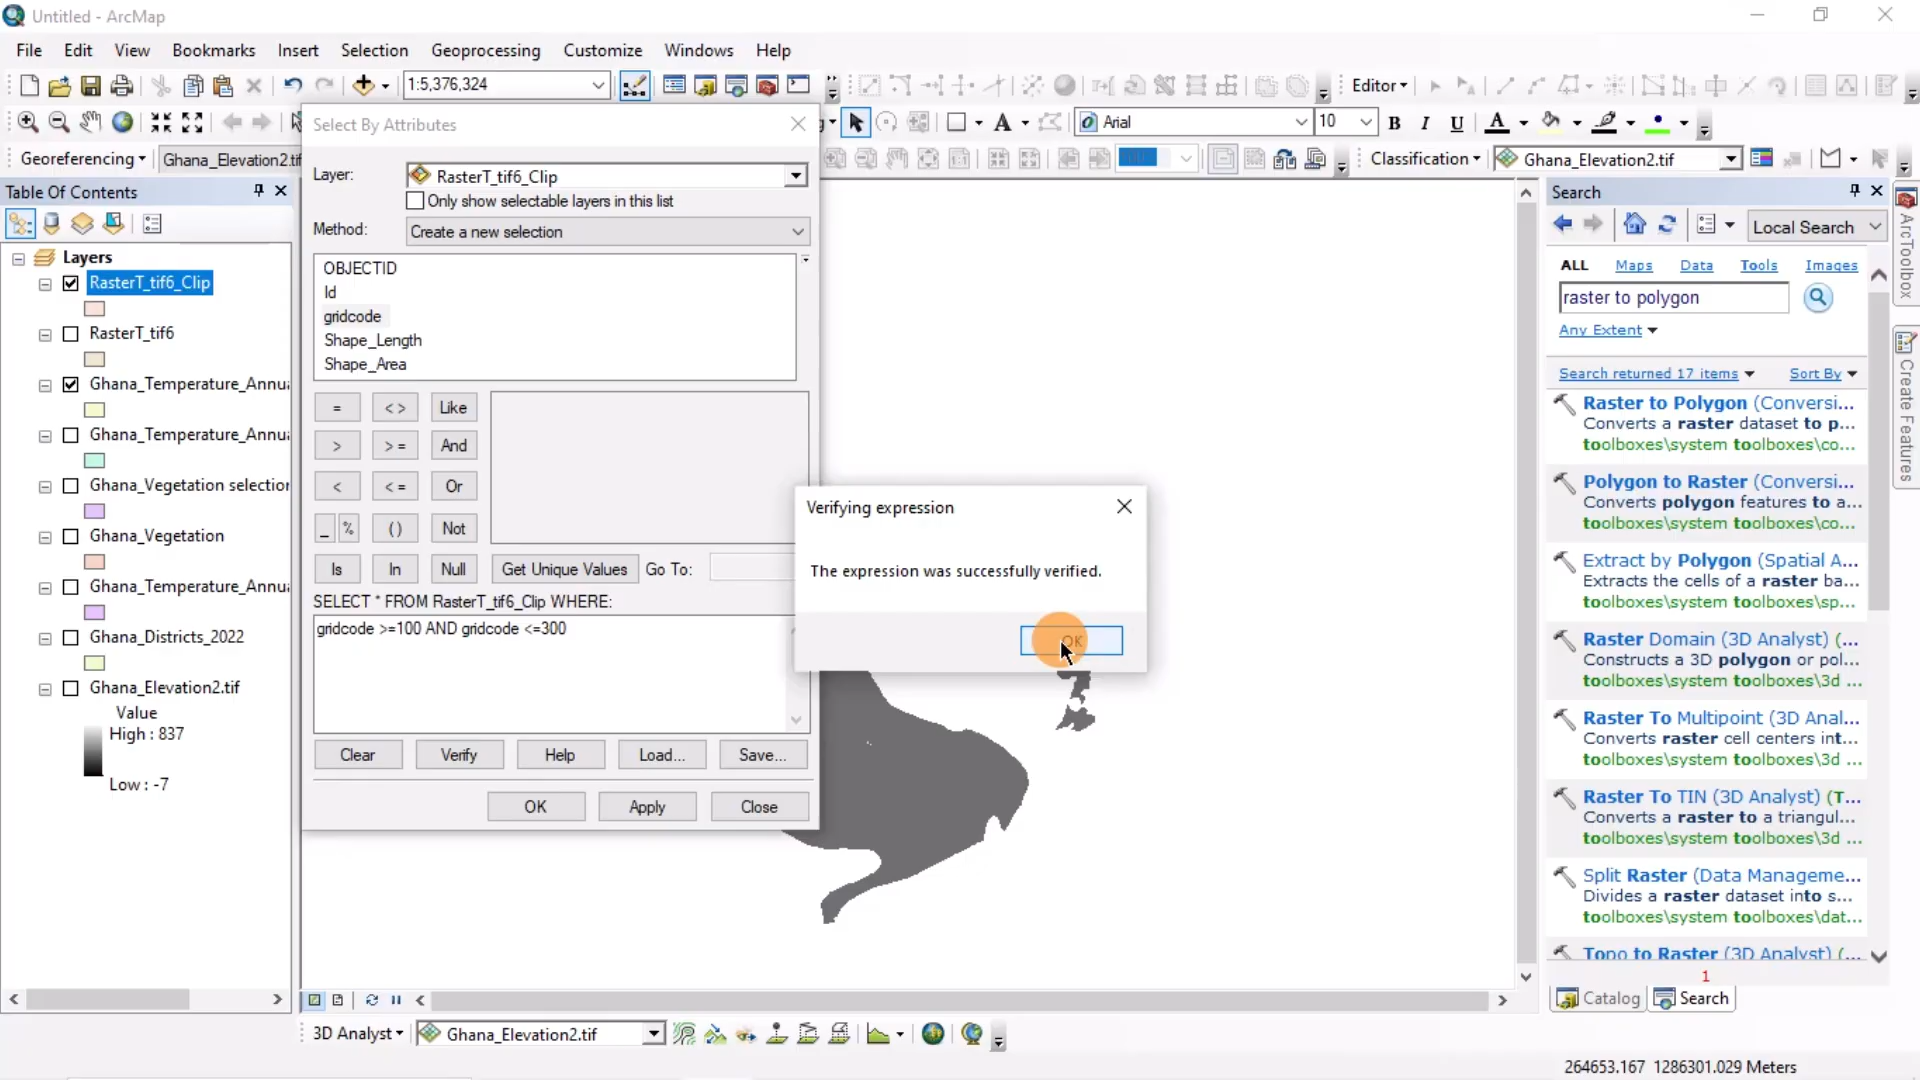 Untitled - ArcMap
File Edit View Bookmarks Insert Selection Geoprocessing Customize Windows Help
1:5,376,324
Editor
Arial 10 B I U A
Georeferencing Ghana_Elevation2.tif
Classification Ghana_Elevation2.tif
Table Of Contents
Layers
RasterT_tif6_Clip
RasterT_tif6
Ghana_Temperature_Annu
Ghana_Temperature_Annu
Ghana_Vegetation selection
Ghana_Vegetation
Ghana_Temperature_Annu
Ghana_Districts_2022
Ghana_Elevation2.tif
Value
High : 837
Low : -7
Select By Attributes
Layer: RasterT_tif6_Clip
Only show selectable layers in this list
Method: Create a new selection
OBJECTID
Id
gridcode
Shape_Length
Shape_Area
= < > Like
> > = And
< < = Or
_ % ( ) Not
Is In Null Get Unique Values Go To:
SELECT * FROM RasterT_tif6_Clip WHERE:
gridcode >=100 AND gridcode <=300
Clear Verify Help Load... Save...
OK Apply Close
Verifying expression
The expression was successfully verified.
OK
Search
Local Search
ALL Maps Data Tools Images
raster to polygon
Any Extent
Search returned 17 items Sort By
Raster to Polygon (Conversi...
Converts a raster dataset to p...
toolboxes\system toolboxes\co...
Polygon to Raster (Conversi...
Converts polygon features to a...
toolboxes\system toolboxes\co...
Extract by Polygon (Spatial A...
Extracts the cells of a raster ba...
toolboxes\system toolboxes\sp...
Raster Domain (3D Analyst) (...
Constructs a 3D polygon or pol...
toolboxes\system toolboxes\3d ...
Raster To Multipoint (3D Anal...
Converts raster cell centers int...
toolboxes\system toolboxes\3d ...
Raster To TIN (3D Analyst) (T...
Converts a raster to a triangul...
toolboxes\system toolboxes\3d ...
Split Raster (Data Manageme...
Divides a raster dataset into s...
toolboxes\system toolboxes\dat...
Topo to Raster (3D Analyst) (...
1
Catalog Search
ArcToolbox
Create Features
3D Analyst Ghana_Elevation2.tif
264653.167 1286301.029 Meters